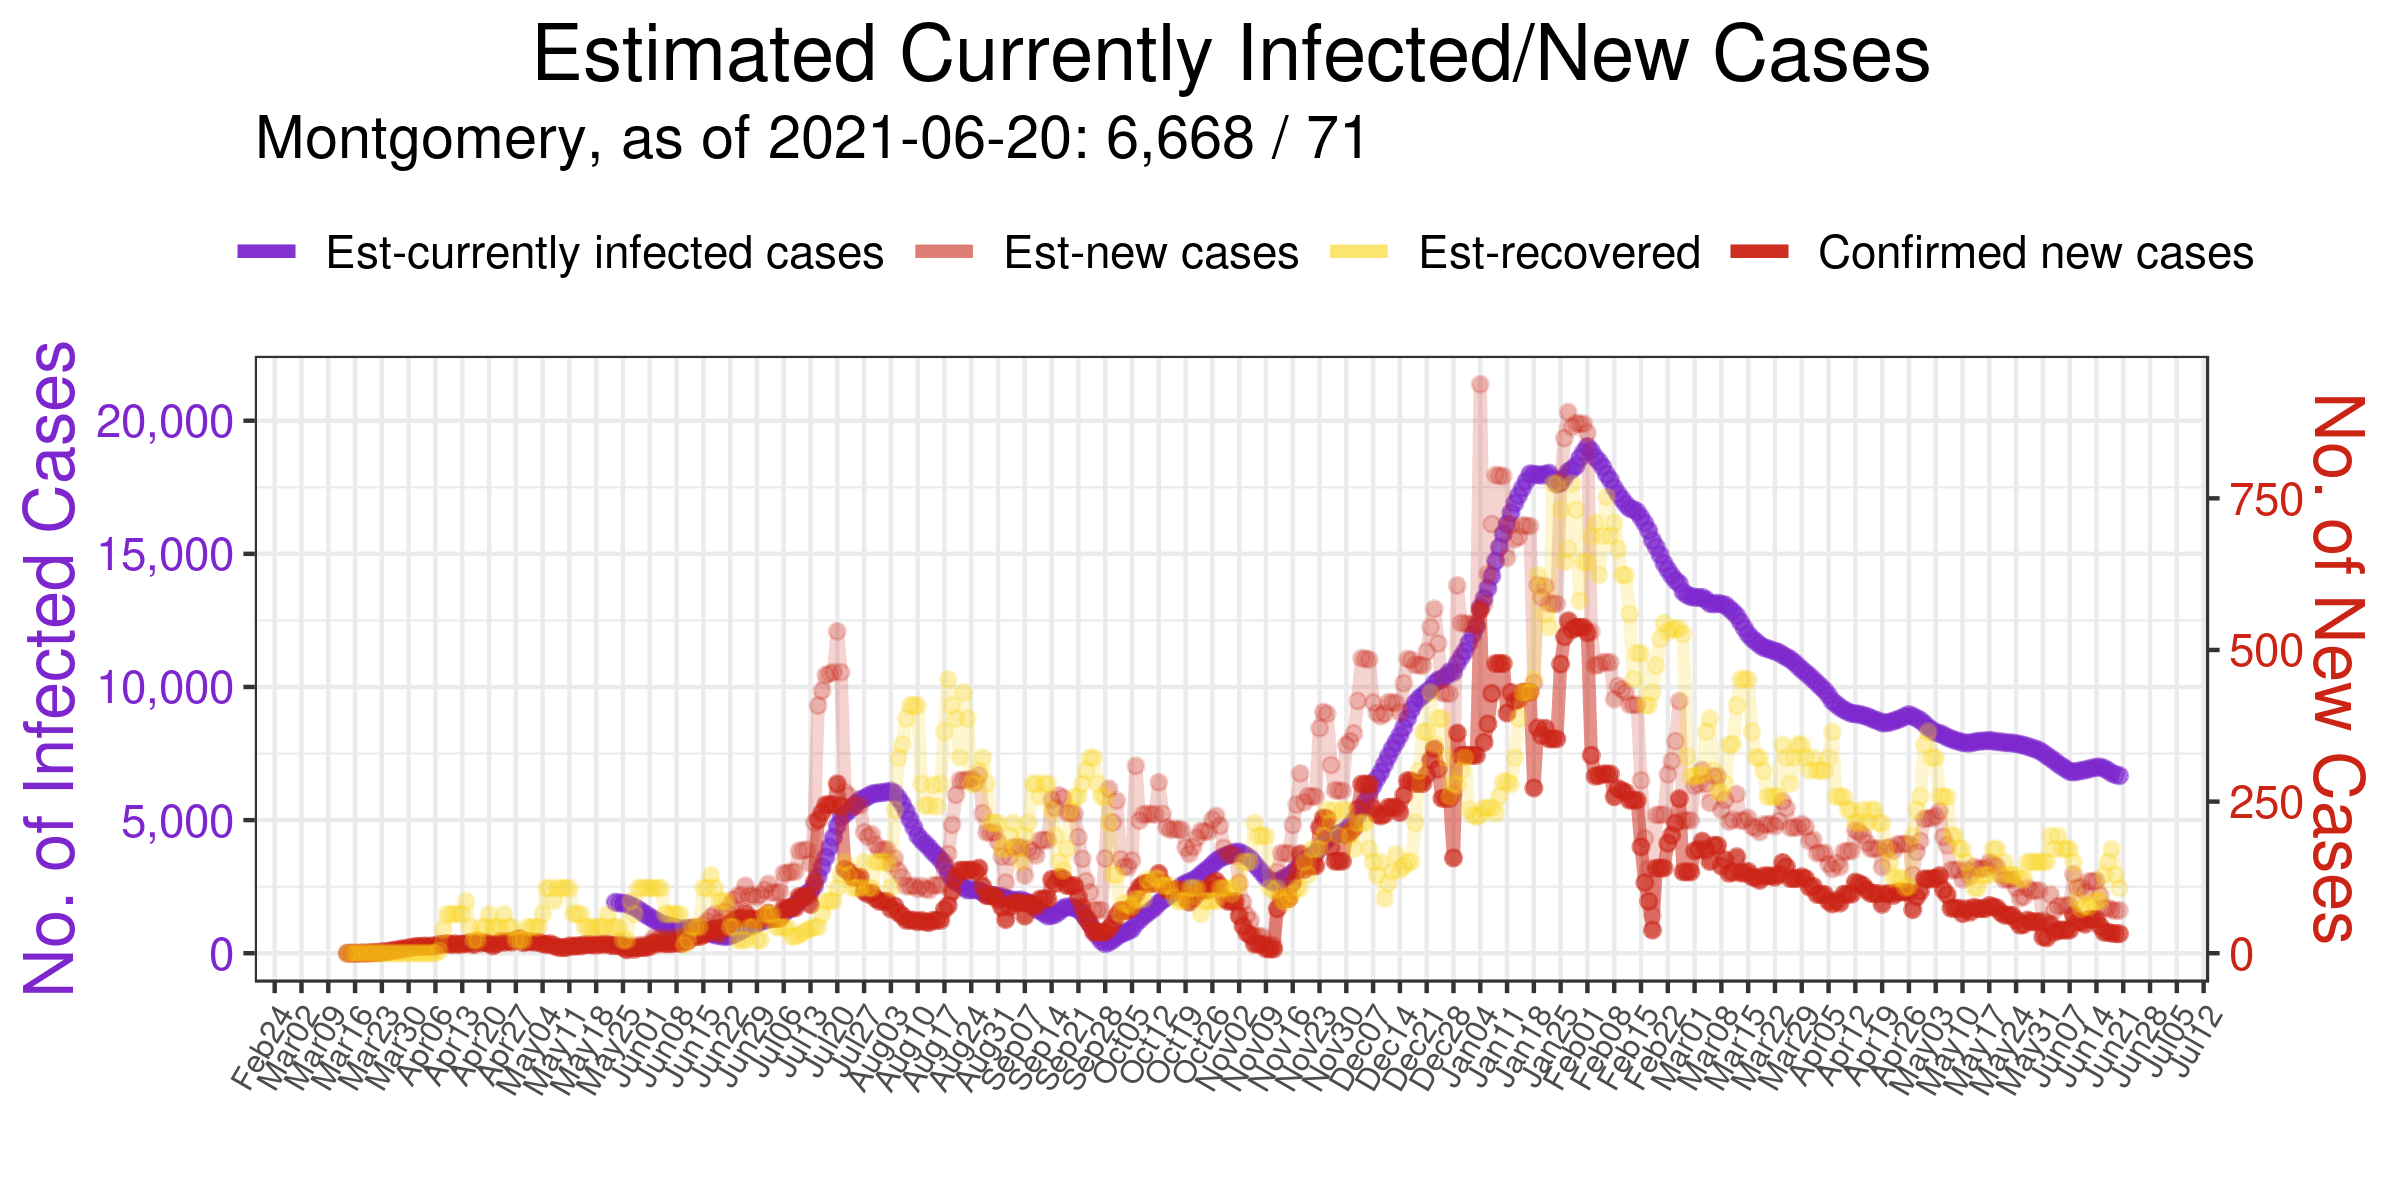 Estimated Currently Infected/New Cases
Montgomery, as of 2021-06-20: 6,668 / 71
Est-currently infected cases Est-new cases Est-recovered Confirmed new cases
No. of Infected Cases
20,000
15,000
10,000
5,000
0
750
500
250
0
No. of New Cases
Feb24 Mar02 Mar09 Mar16 Mar23 Mar30 Apr06 Apr13 Apr20 Apr27 May04 May11 May18 May25 Jun01 Jun08 Jun15 Jun22 Jun29 Jul06 Jul13 Jul20 Jul27 Aug03 Aug10 Aug17 Aug24 Aug31 Sep07 Sep14 Sep21 Sep28 Oct05 Oct12 Oct19 Oct26 Nov02 Nov09 Nov16 Nov23 Nov30 Dec07 Dec14 Dec21 Dec28 Jan04 Jan11 Jan18 Jan25 Feb01 Feb08 Feb15 Feb22 Mar01 Mar08 Mar15 Mar22 Mar29 Apr05 Apr12 Apr19 Apr26 May03 May10 May17 May24 May31 Jun07 Jun14 Jun21 Jun28 Jul05 Jul12